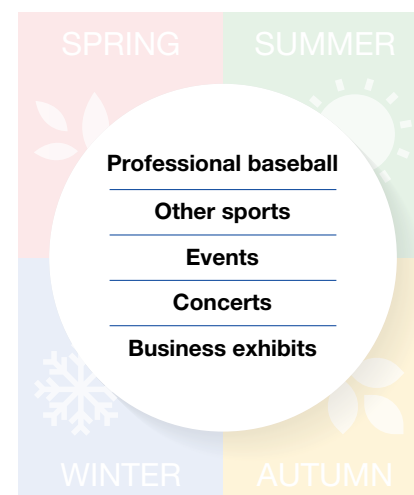 SPRING
SUMMER
Professional baseball
Other sports
Events
Concerts
Business exhibits
WINTER
AUTUMN